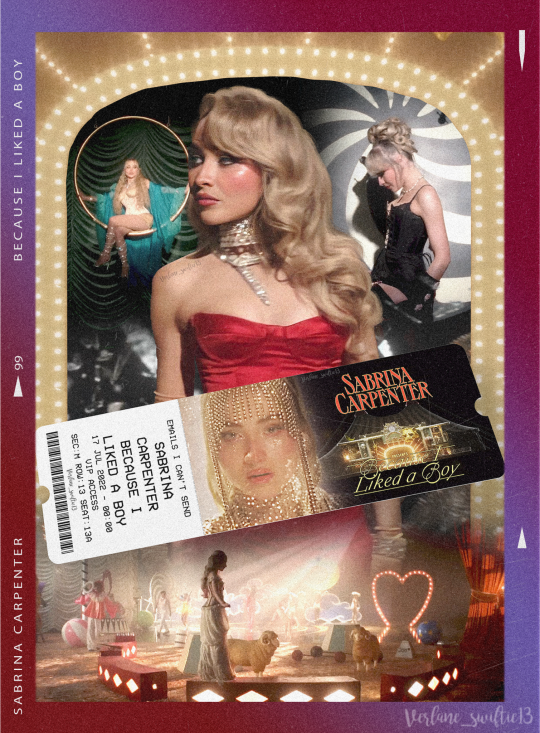 BECAUSE I LIKED A BOY
99
SABRINA CARPENTER
EMAILS I CAN'T SEND
SABRINA
CARPENTER
BECAUSE I
LIKED A BOY
17 JUL 2022 - 00:00
VIP ACCESS
SEC:M ROW:13 SEAT:13A
SABRINA
CARPENTER
Because I
Liked a Boy
Verlane_swiftie13